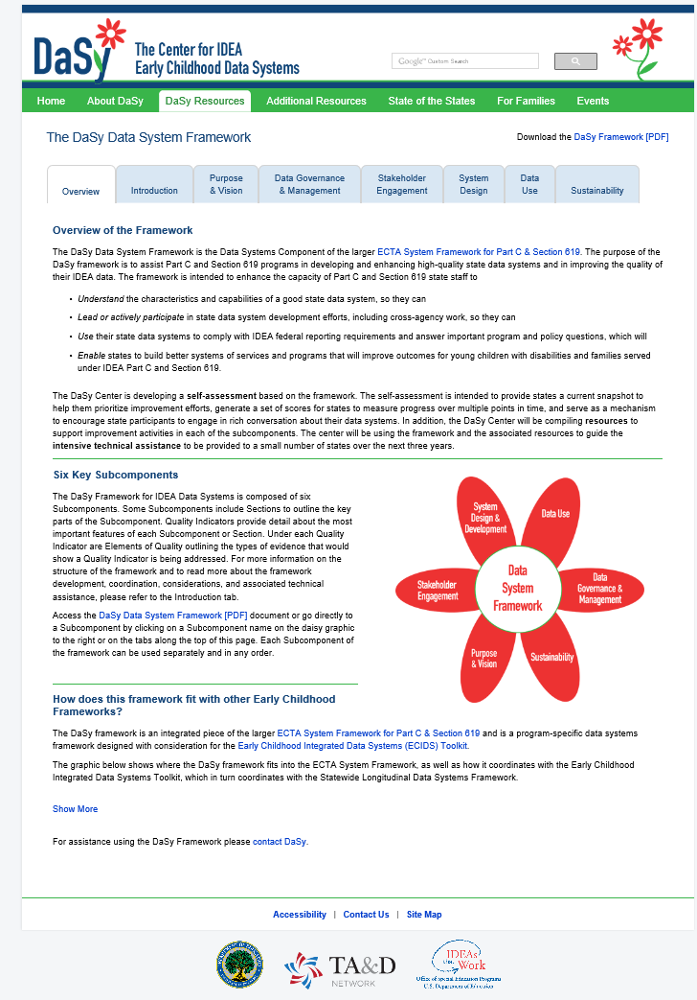 DaSy
The Center for IDEA
Early Childhood Data Systems
Google™ Custom Search
Home
About DaSy
DaSy Resources
Additional Resources
State of the States
For Families
Events
The DaSy Data System Framework
Download the DaSy Framework [PDF]
Overview
Introduction
Purpose
& Vision
Data Governance
& Management
Stakeholder
Engagement
System
Design
Data
Use
Sustainability
Overview of the Framework
The DaSy Data System Framework is the Data Systems Component of the larger ECTA System Framework for Part C & Section 619. The purpose of the
DaSy framework is to assist Part C and Section 619 programs in developing and enhancing high-quality state data systems and in improving the quality of
their IDEA data. The framework is intended to enhance the capacity of Part C and Section 619 state staff to
• Understand the characteristics and capabilities of a good state data system, so they can
• Lead or actively participate in state data system development efforts, including cross-agency work, so they can
• Use their state data systems to comply with IDEA federal reporting requirements and answer important program and policy questions, which will
• Enable states to build better systems of services and programs that will improve outcomes for young children with disabilities and families served
under IDEA Part C and Section 619.
The DaSy Center is developing a self-assessment based on the framework. The self-assessment is intended to provide states a current snapshot to
help them prioritize improvement efforts, generate a set of scores for states to measure progress over multiple points in time, and serve as a mechanism
to encourage state participants to engage in rich conversation about their data systems. In addition, the DaSy Center will be compiling resources to
support improvement activities in each of the subcomponents. The center will be using the framework and the associated resources to guide the
intensive technical assistance to be provided to a small number of states over the next three years.
Six Key Subcomponents
The DaSy Framework for IDEA Data Systems is composed of six
Subcomponents. Some Subcomponents include Sections to outline the key
parts of the Subcomponent. Quality Indicators provide detail about the most
important features of each Subcomponent or Section. Under each Quality
Indicator are Elements of Quality outlining the types of evidence that would
show a Quality Indicator is being addressed. For more information on the
structure of the framework and to read more about the framework
development, coordination, considerations, and associated technical
assistance, please refer to the Introduction tab.
Access the DaSy Data System Framework [PDF] document or go directly to
a Subcomponent by clicking on a Subcomponent name on the daisy graphic
to the right or on the tabs along the top of this page. Each Subcomponent of
the framework can be used separately and in any order.
System
Design &
Development
Data Use
Stakeholder
Engagement
Data
System
Framework
Data
Governance &
Management
Purpose
& Vision
Sustainability
How does this framework fit with other Early Childhood
Frameworks?
The DaSy framework is an integrated piece of the larger ECTA System Framework for Part C & Section 619 and is a program-specific data systems
framework designed with consideration for the Early Childhood Integrated Data Systems (ECIDS) Toolkit.
The graphic below shows where the DaSy framework fits into the ECTA System Framework, as well as how it coordinates with the Early Childhood
Integrated Data Systems Toolkit, which in turn coordinates with the Statewide Longitudinal Data Systems Framework.
Show More
For assistance using the DaSy Framework please contact DaSy.
Accessibility | Contact Us | Site Map
TA&D
NETWORK
IDEAs
that
Work
Office of Special Education Programs
U.S. Department of Education